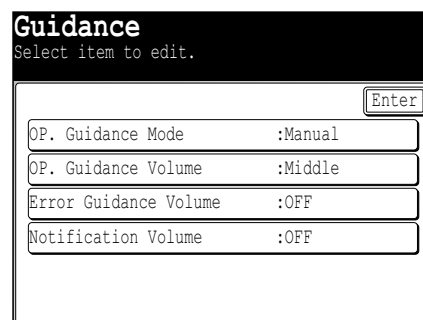 Guidance
Select item to edit.
Enter
OP. Guidance Mode :Manual
OP. Guidance Volume :Middle
Error Guidance Volume :OFF
Notification Volume :OFF